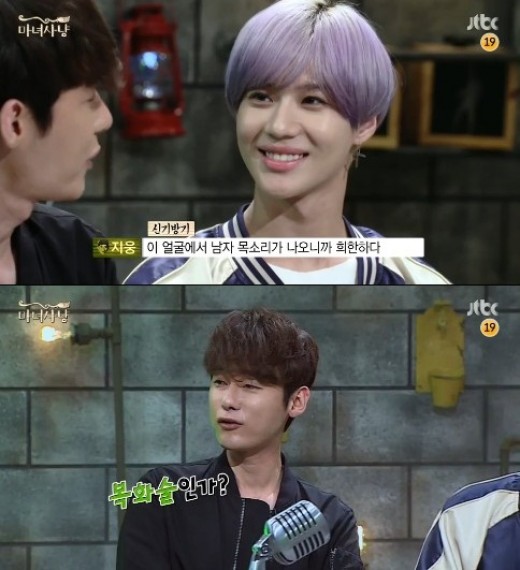 마녀사냥
jtbc
19
신기방기
지웅
이 얼굴에서 남자 목소리가 나오니까 희한하다
마녀사냥
jtbc
19
복화술인가?